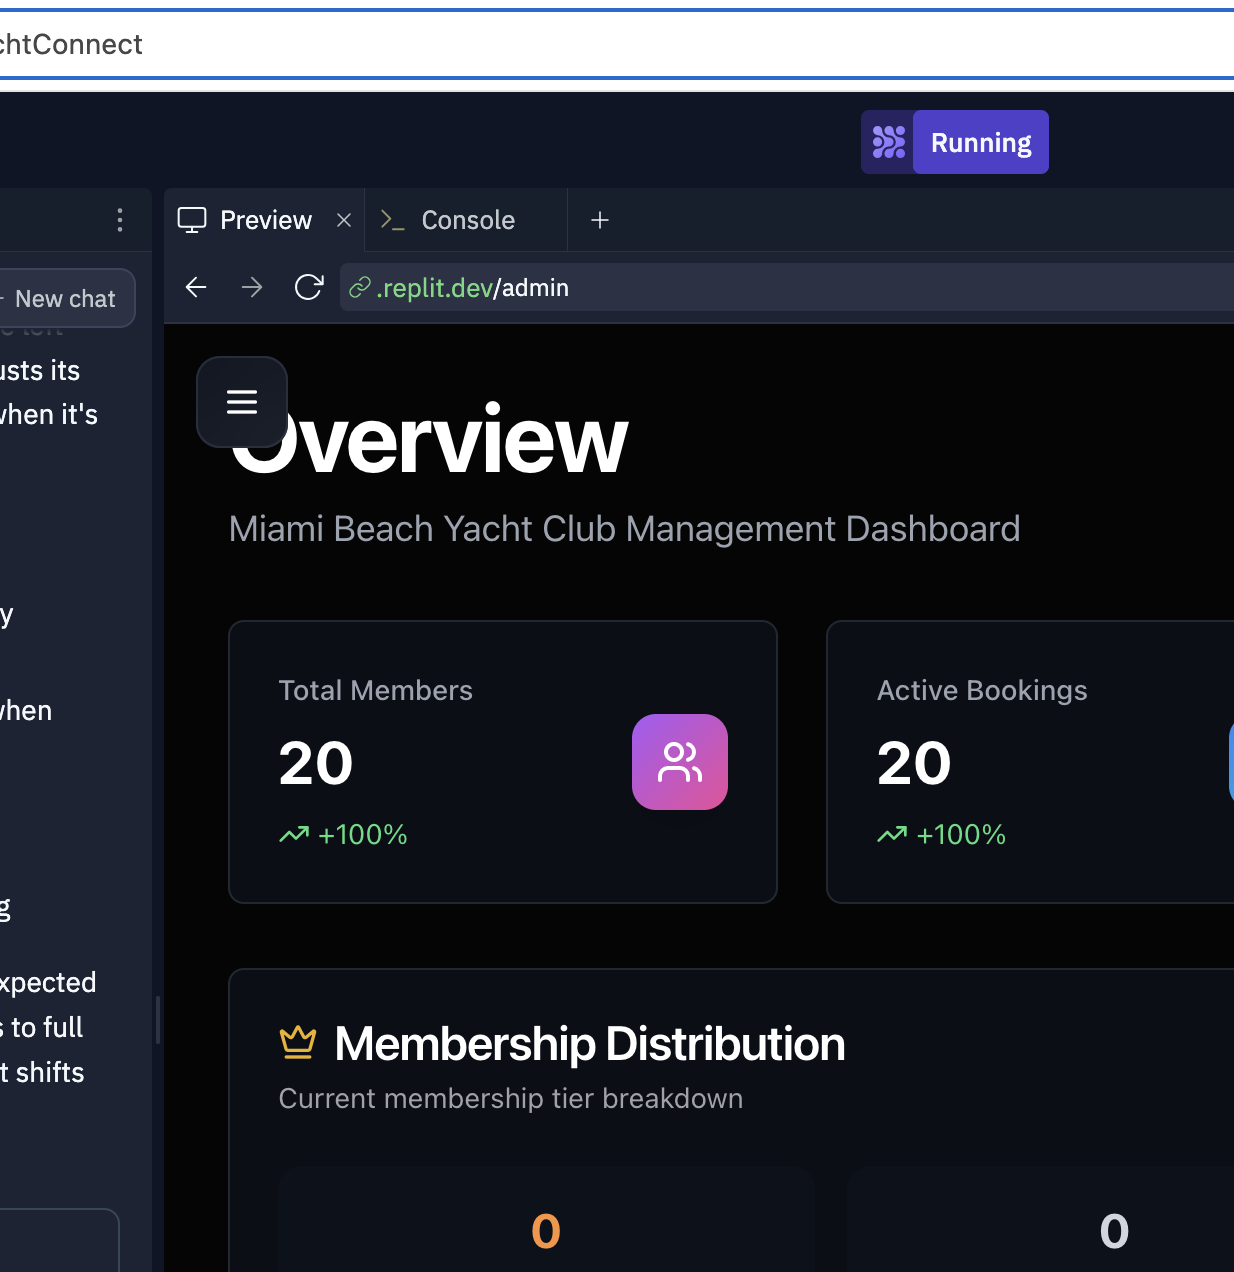 chtConnect
Running
Preview
Console
New chat
.replit.dev/admin
usts its
when it's
y
when
g
xpected
s to full
t shifts
Overview
Miami Beach Yacht Club Management Dashboard
Total Members
20
+100%
Active Bookings
20
+100%
Membership Distribution
Current membership tier breakdown
0
0